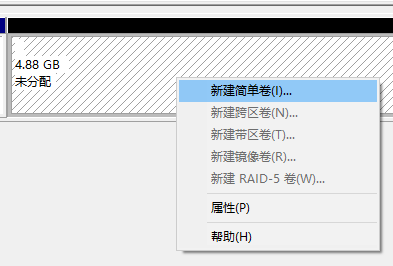 4.88 GB
未分配
新建简单卷(I)...
新建跨区卷(N)...
新建带区卷(T)...
新建镜像卷(R)...
新建 RAID-5 卷(W)...
属性(P)
帮助(H)